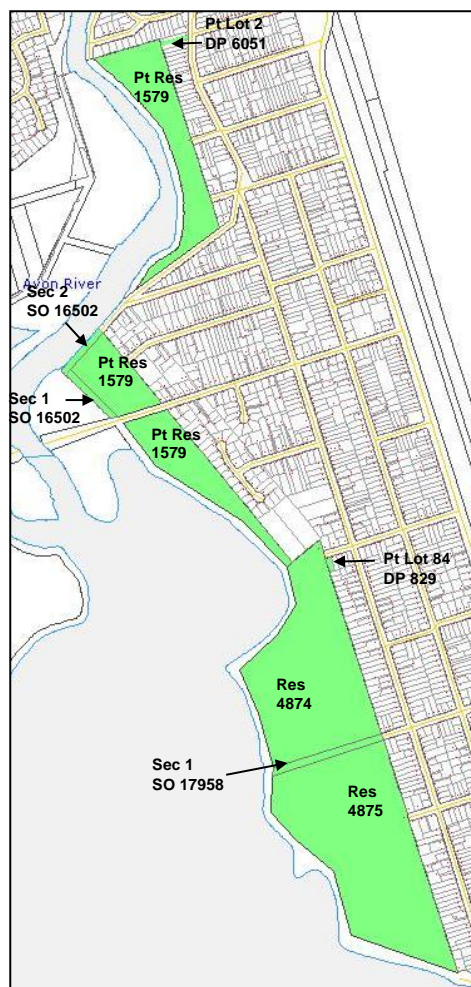 Pt Lot 2
DP 6051
Pt Res
1579
Avon River
Sec 2
SO 16502
Pt Res
1579
Sec 1
SO 16502
Pt Res
1579
Pt Lot 84
DP 829
Res
4874
Sec 1
SO 17958
Res
4875